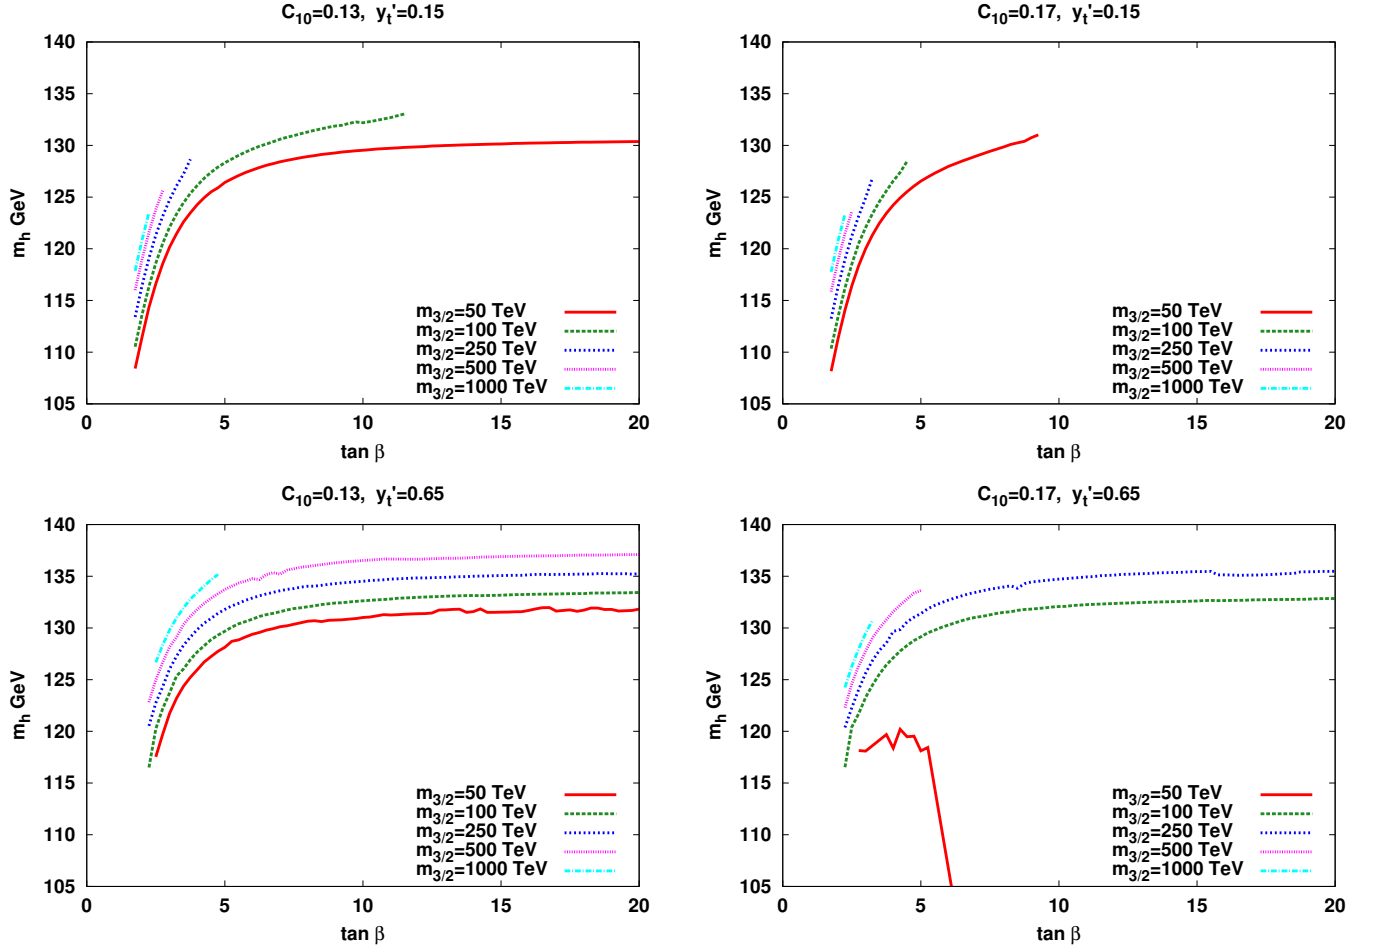 C10=0.13, yt'=0.15
140
135
130
125
120
115
110
105
m_h GeV
m3/2=50 TeV
m3/2=100 TeV
m3/2=250 TeV
m3/2=500 TeV
m3/2=1000 TeV
0 5 10 15 20
tan β
C10=0.17, yt'=0.15
140
135
130
125
120
115
110
105
m_h GeV
m3/2=50 TeV
m3/2=100 TeV
m3/2=250 TeV
m3/2=500 TeV
m3/2=1000 TeV
0 5 10 15 20
tan β
C10=0.13, yt'=0.65
140
135
130
125
120
115
110
105
m_h GeV
m3/2=50 TeV
m3/2=100 TeV
m3/2=250 TeV
m3/2=500 TeV
m3/2=1000 TeV
0 5 10 15 20
tan β
C10=0.17, yt'=0.65
140
135
130
125
120
115
110
105
m_h GeV
m3/2=50 TeV
m3/2=100 TeV
m3/2=250 TeV
m3/2=500 TeV
m3/2=1000 TeV
0 5 10 15 20
tan β